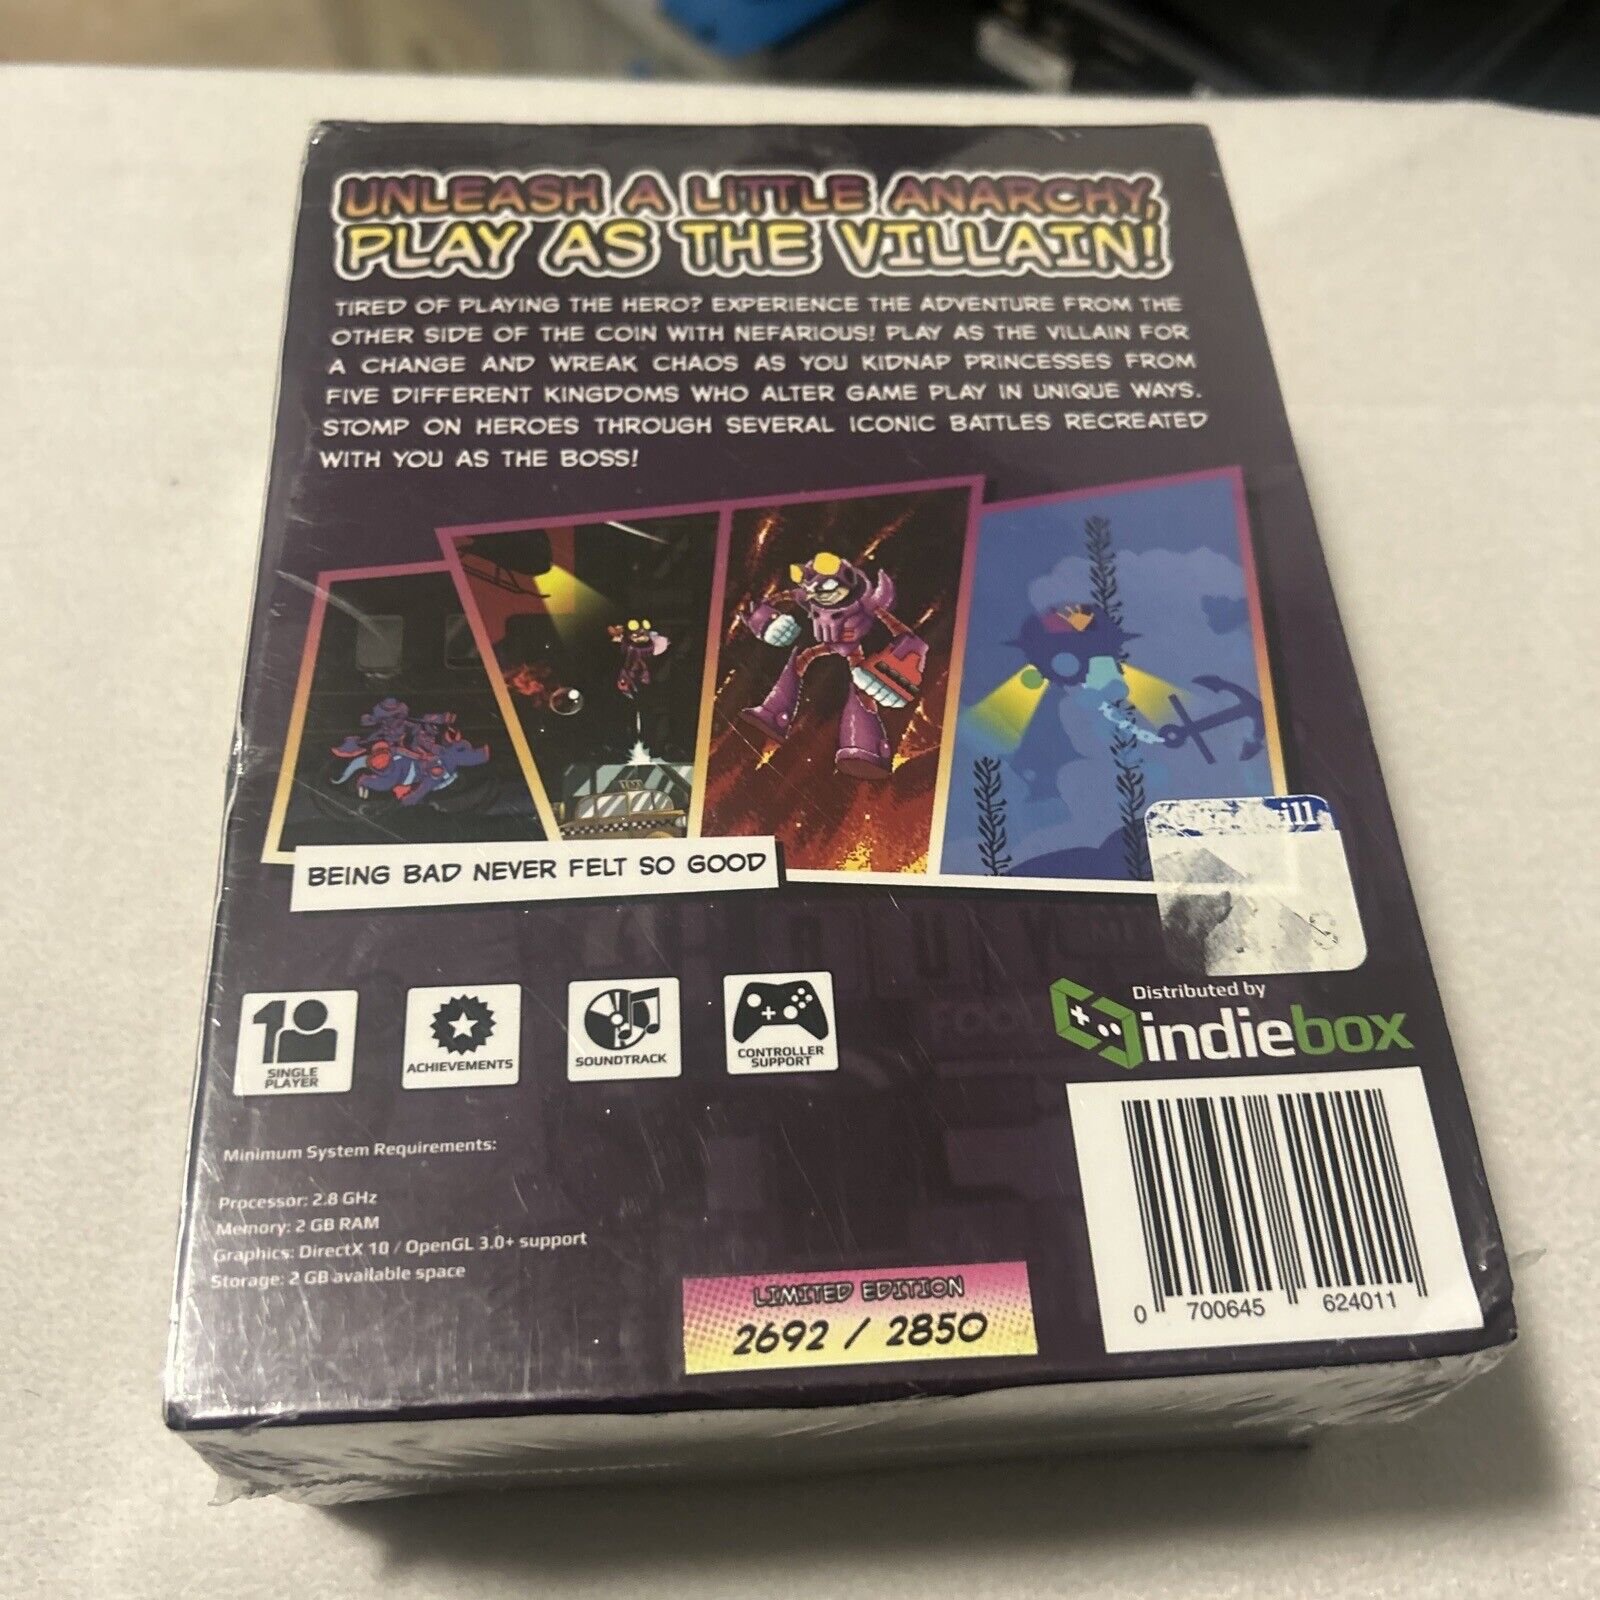 UNLEASH A LITTLE ANARCHY,
PLAY AS THE VILLAIN!
TIRED OF PLAYING THE HERO? EXPERIENCE THE ADVENTURE FROM THE
OTHER SIDE OF THE COIN WITH NEFARIOUS! PLAY AS THE VILLAIN FOR
A CHANGE AND WREAK CHAOS AS YOU KIDNAP PRINCESSES FROM
FIVE DIFFERENT KINGDOMS WHO ALTER GAME PLAY IN UNIQUE WAYS.
STOMP ON HEROES THROUGH SEVERAL ICONIC BATTLES RECREATED
WITH YOU AS THE BOSS!
BEING BAD NEVER FELT SO GOOD
ill
1
SINGLE
PLAYER
ACHIEVEMENTS
SOUNDTRACK
CONTROLLER
SUPPORT
Distributed by
indiebox
Minimum System Requirements:
Processor: 2.8 GHz
Memory: 2 GB RAM
Graphics: DirectX 10 / OpenGL 3.0+ support
Storage: 2 GB available space
LIMITED EDITION
2692 / 2850
0 700645 624011